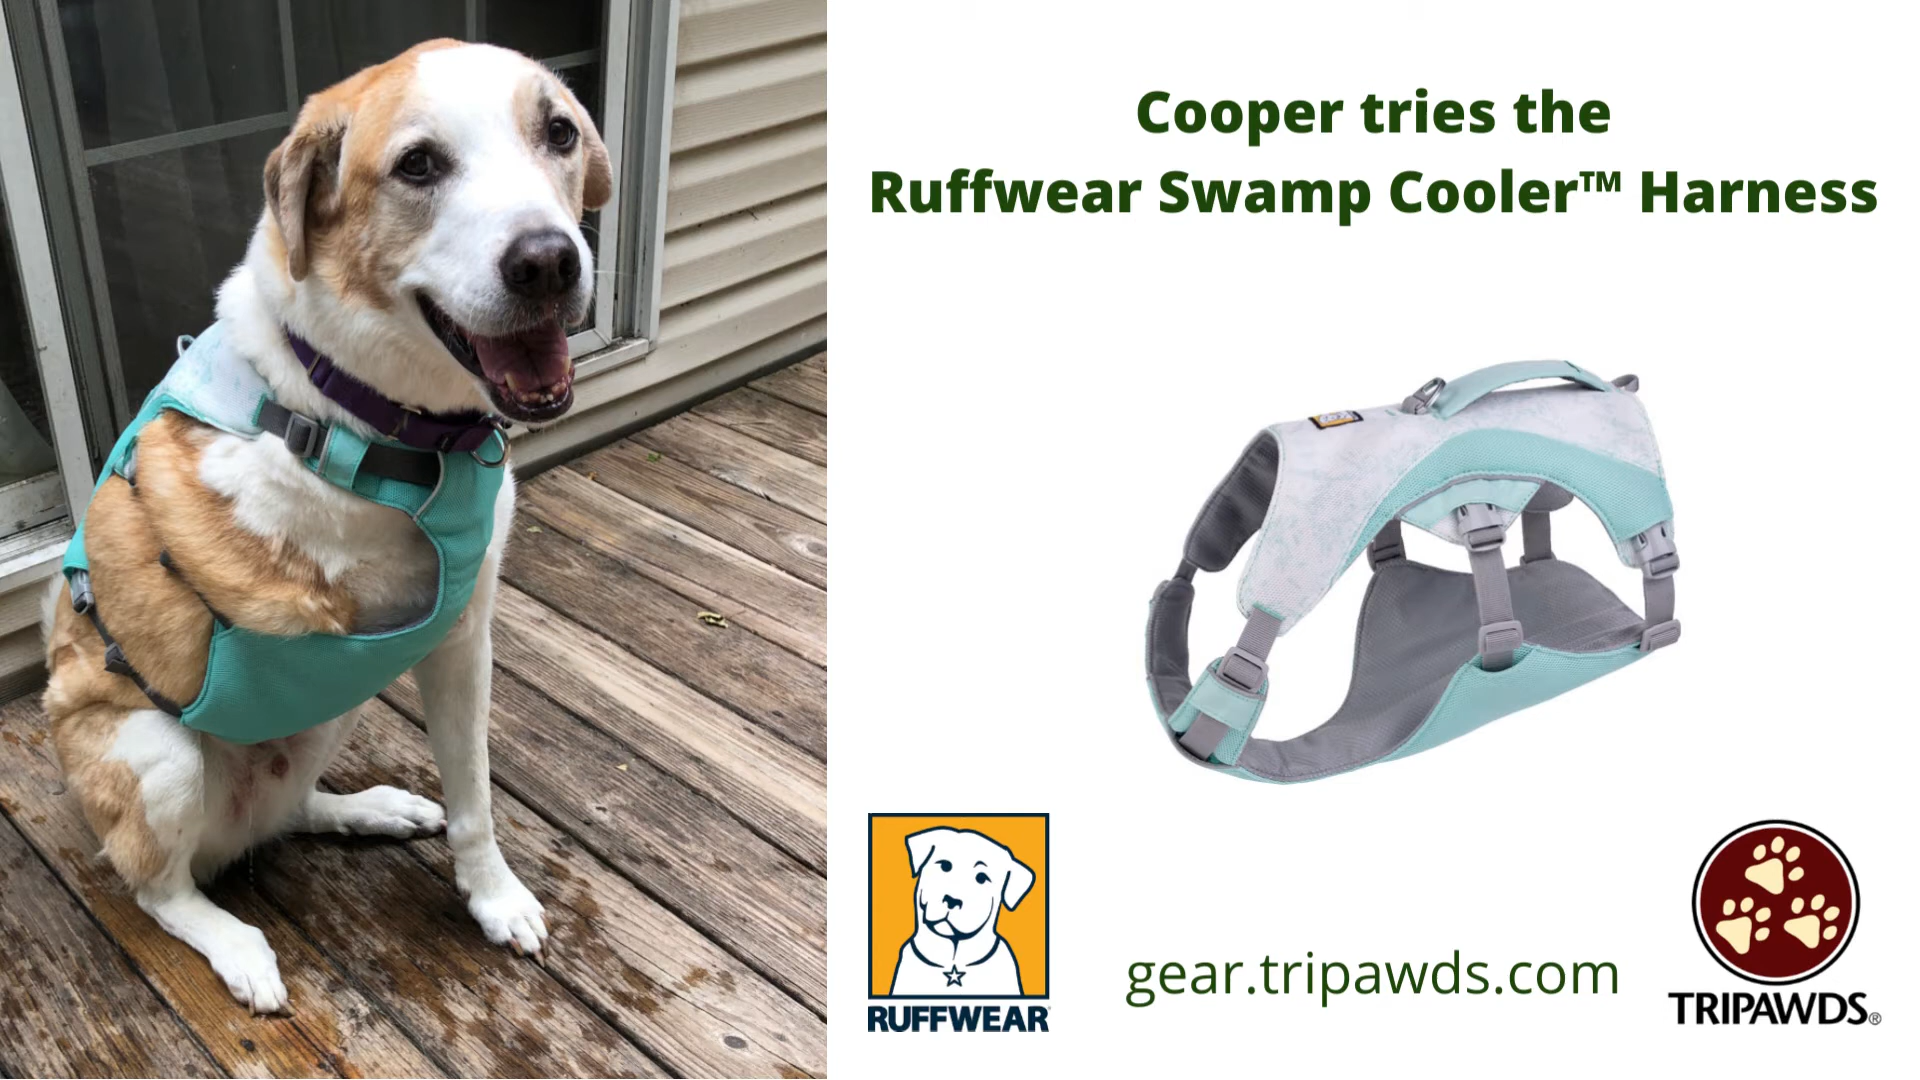 Cooper tries the
Ruffwear Swamp Cooler™ Harness
RUFFWEAR
gear.tripawds.com
TRIPAWDS®